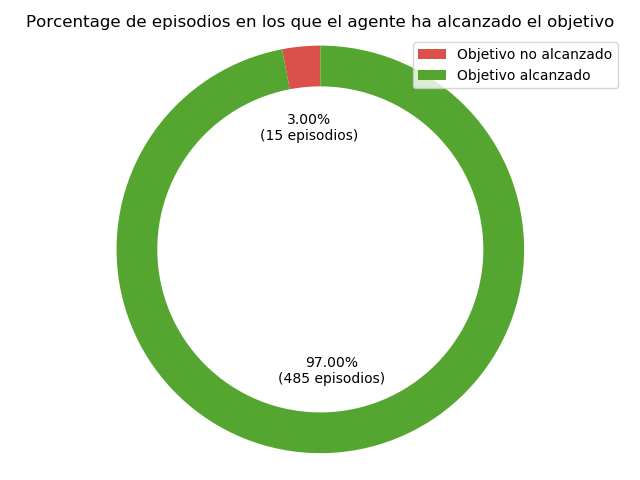 Porcentage de episodios en los que el agente ha alcanzado el objetivo
Objetivo no alcanzado
Objetivo alcanzado
3.00%
(15 episodios)
97.00%
(485 episodios)